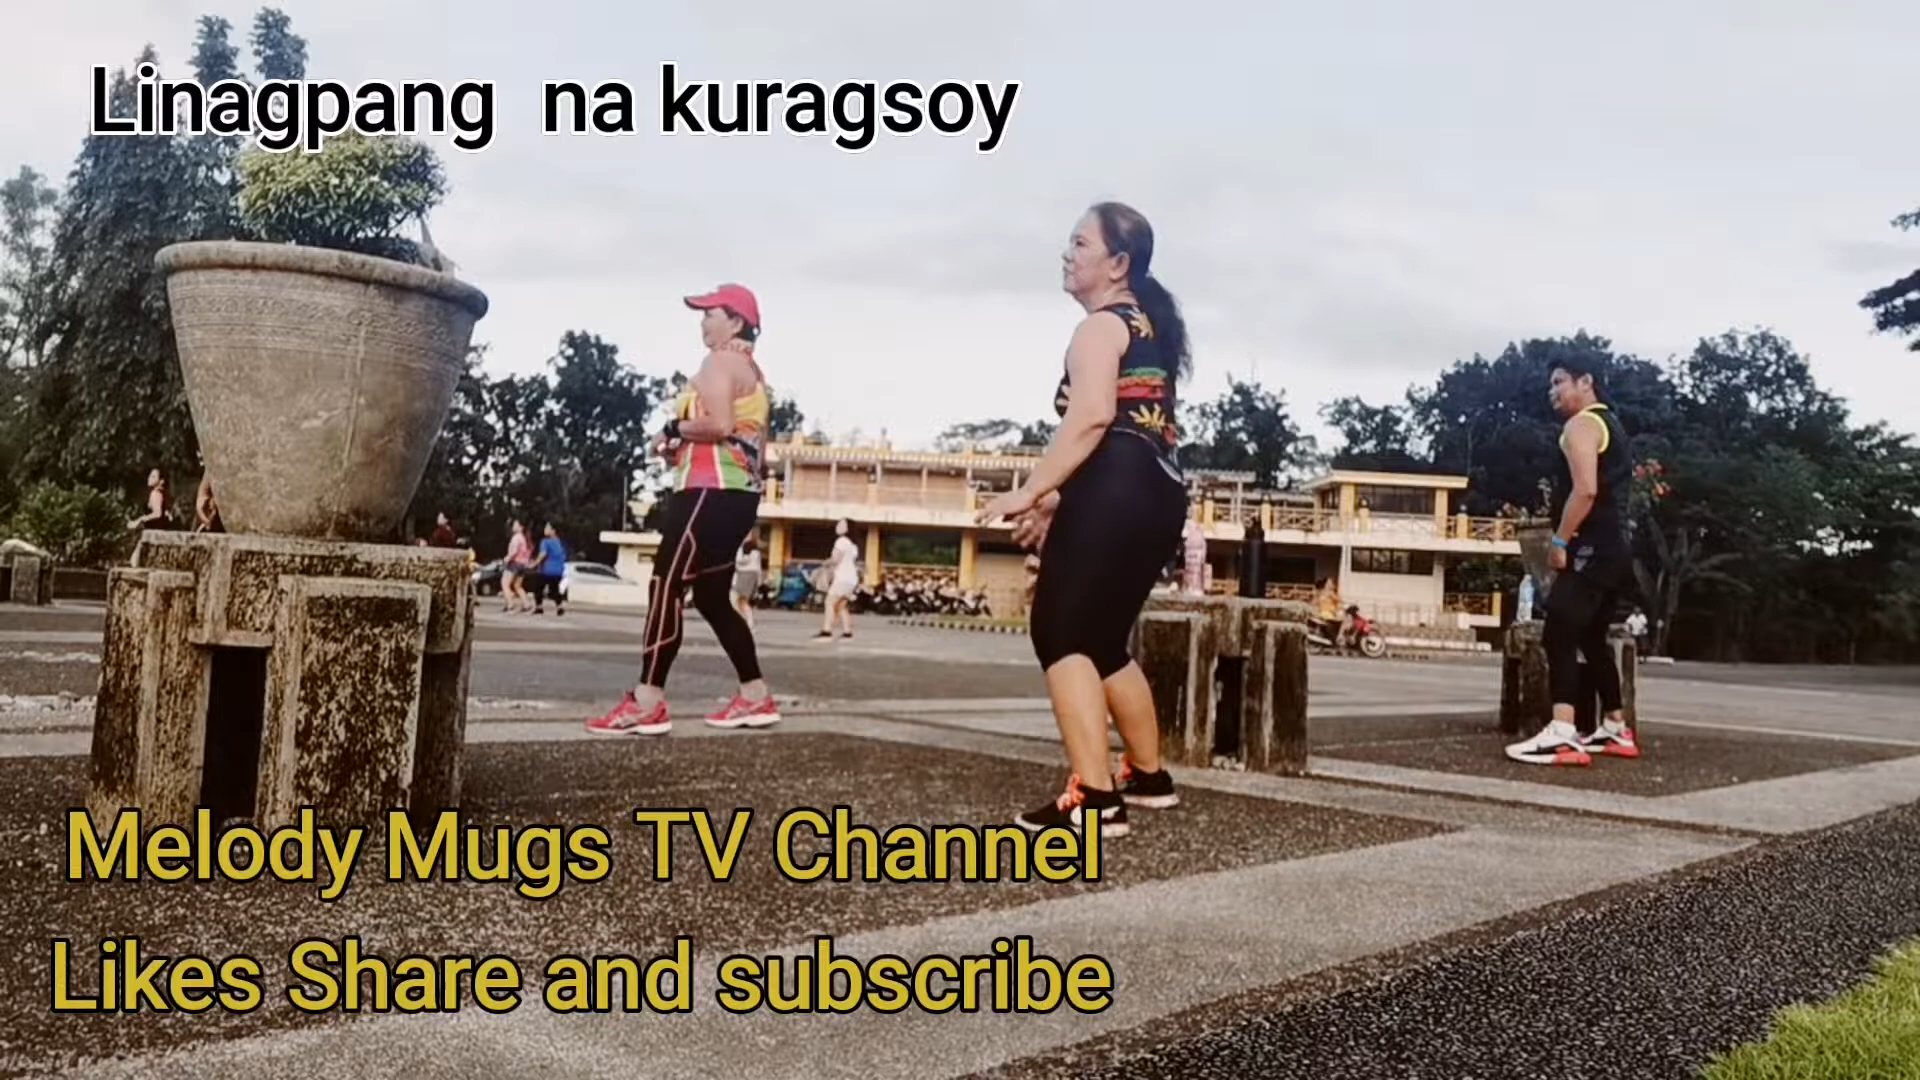 Linagpang na kuragsoy
Melody Mugs TV Channel
Likes Share and subscribe